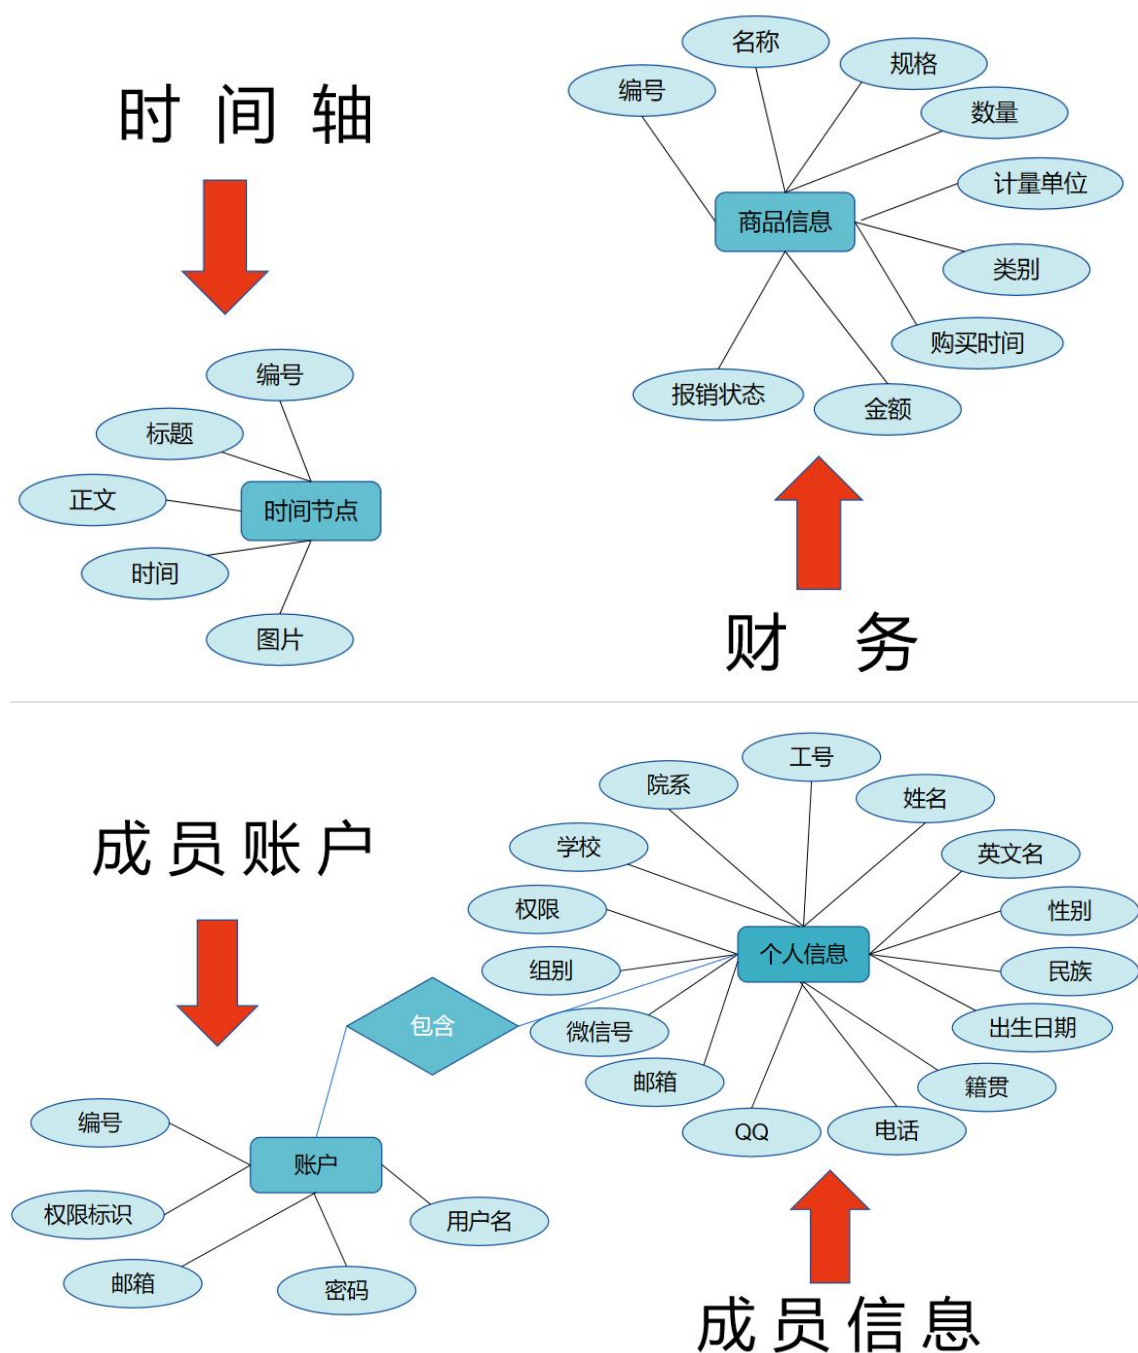 时 间 轴
编号
标题
正文
时间节点
时间
图片
名称
规格
编号
数量
计量单位
商品信息
类别
购买时间
报销状态
金额
财 务
成员账户
包含
编号
账户
权限标识
用户名
邮箱
密码
工号
院系
姓名
学校
英文名
权限
性别
个人信息
组别
民族
微信号
出生日期
邮箱
籍贯
QQ
电话
成员信息